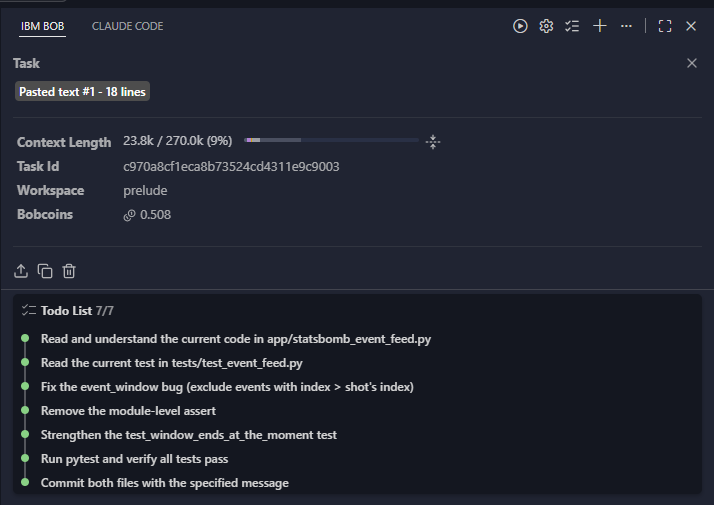 IBM BOB CLAUDE CODE
Task
Pasted text #1 - 18 lines
Context Length 23.8k / 270.0k (9%)
Task Id c970a8cf1eca8b73524cd4311e9c9003
Workspace prelude
Bobcoins 0.508
Todo List 7/7
Read and understand the current code in app/statsbomb_event_feed.py
Read the current test in tests/test_event_feed.py
Fix the event_window bug (exclude events with index > shot's index)
Remove the module-level assert
Strengthen the test_window_ends_at_the_moment test
Run pytest and verify all tests pass
Commit both files with the specified message